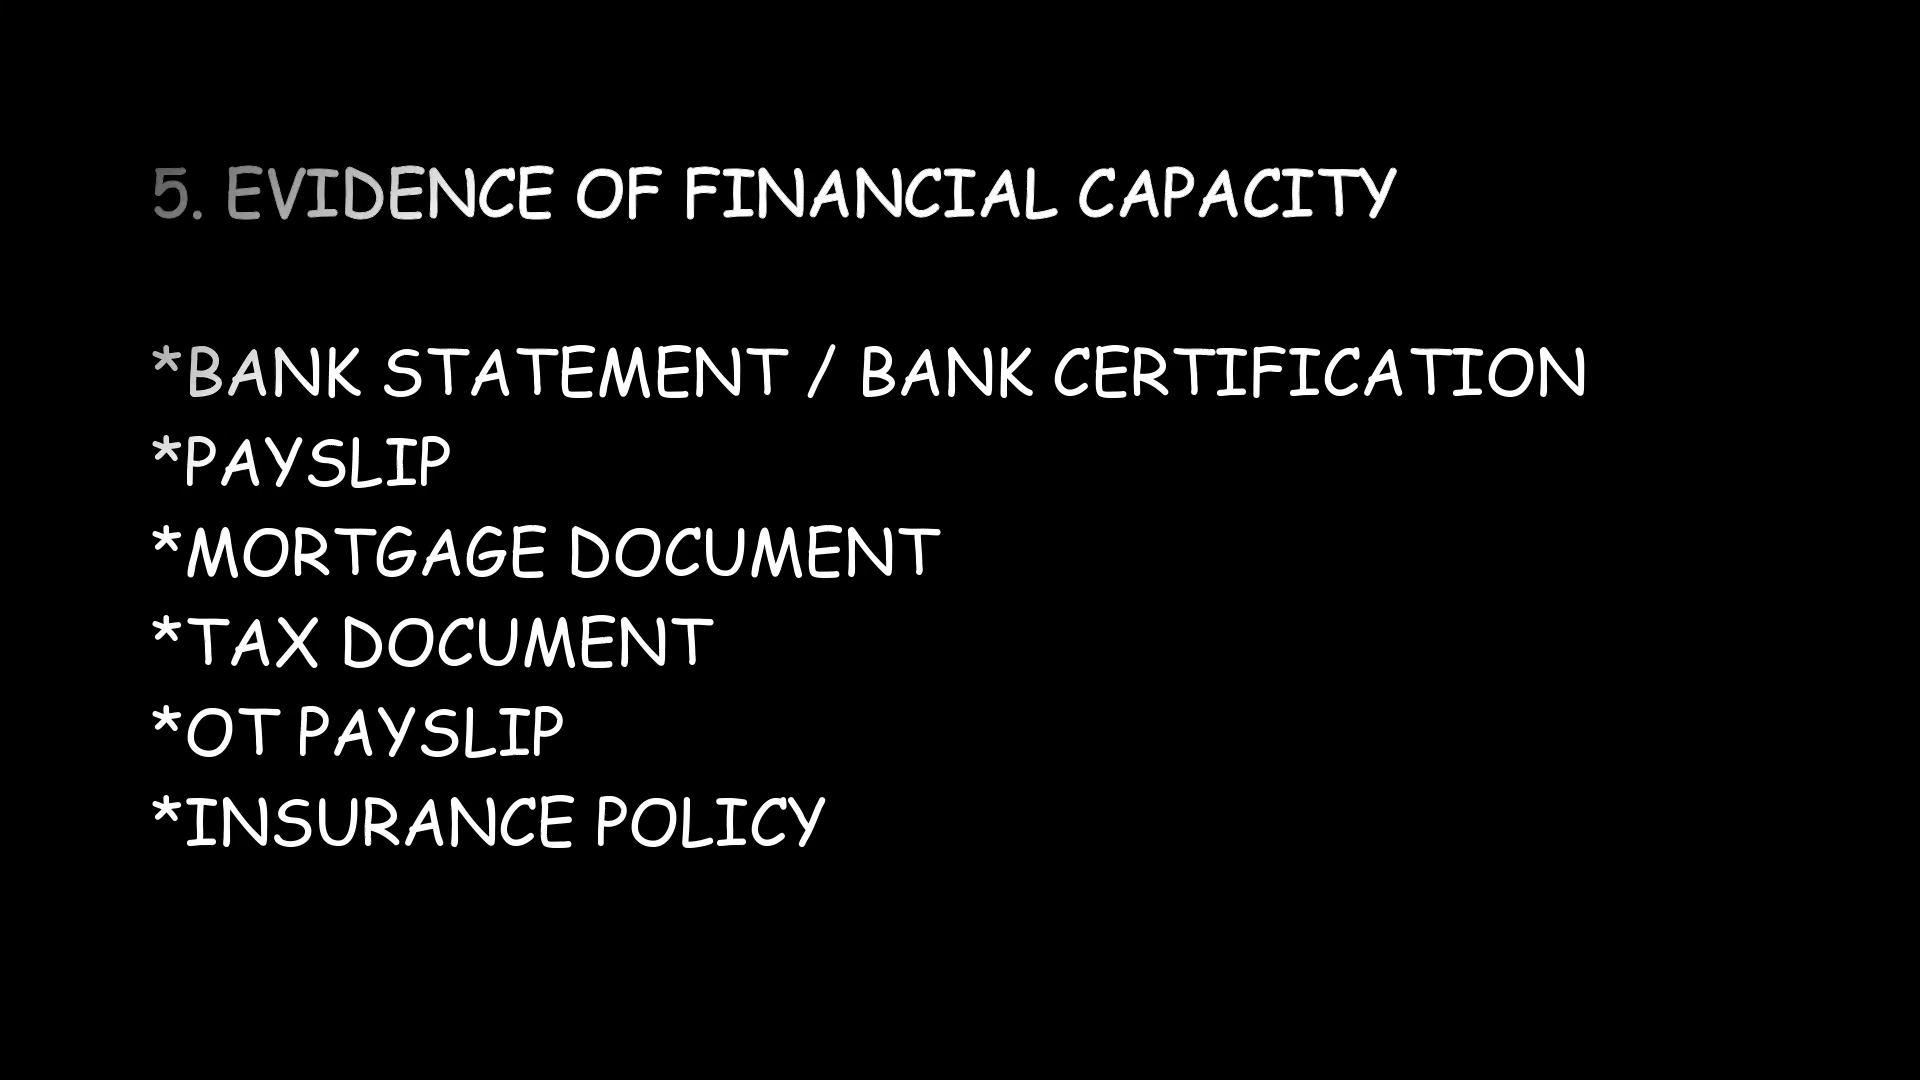 5. EVIDENCE OF FINANCIAL CAPACITY
*BANK STATEMENT / BANK CERTIFICATION
*PAYSLIP
*MORTGAGE DOCUMENT
*TAX DOCUMENT
*OT PAYSLIP
*INSURANCE POLICY